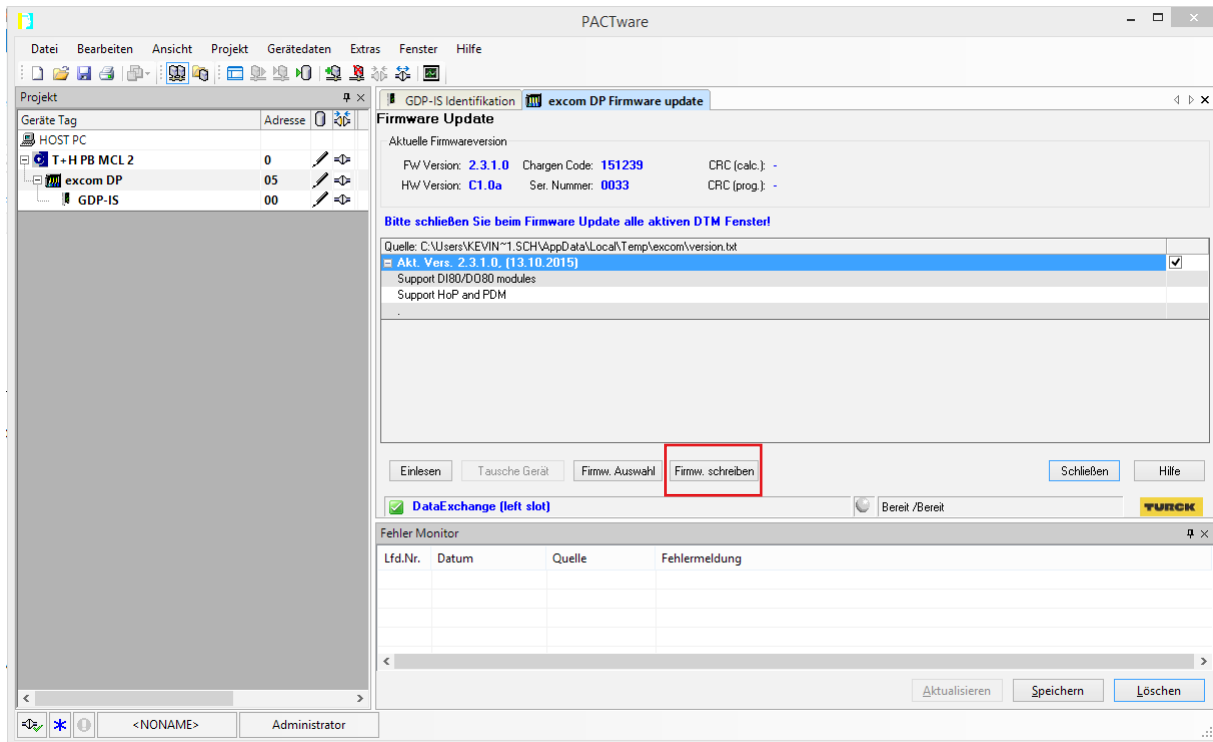 PACTware
Datei Bearbeiten Ansicht Projekt Gerätedaten Extras Fenster Hilfe
Projekt
Geräte Tag Adresse
HOST PC
T+H PB MCL 2 0
excom DP 05
GDP-IS 00
GDP-IS Identifikation excom DP Firmware update
Firmware Update
Aktuelle Firmwareversion
FW Version: 2.3.1.0 Chargen Code: 151239 CRC (calc.): -
HW Version: C1.0a Ser. Nummer: 0033 CRC (prog.): -
Bitte schließen Sie beim Firmware Update alle aktiven DTM Fenster!
Quelle: C:\Users\KEVIN~1.SCH\AppData\Local\Temp\excom\version.txt
Akt. Vers. 2.3.1.0, (13.10.2015)
Support DI80/DO80 modules
Support HoP and PDM
.
Einlesen Tausche Gerät Firmw. Auswahl Firmw. schreiben Schließen Hilfe
DataExchange (left slot) Bereit /Bereit TURCK
Fehler Monitor
Lfd.Nr. Datum Quelle Fehlermeldung
Aktualisieren Speichern Löschen
<NONAME> Administrator